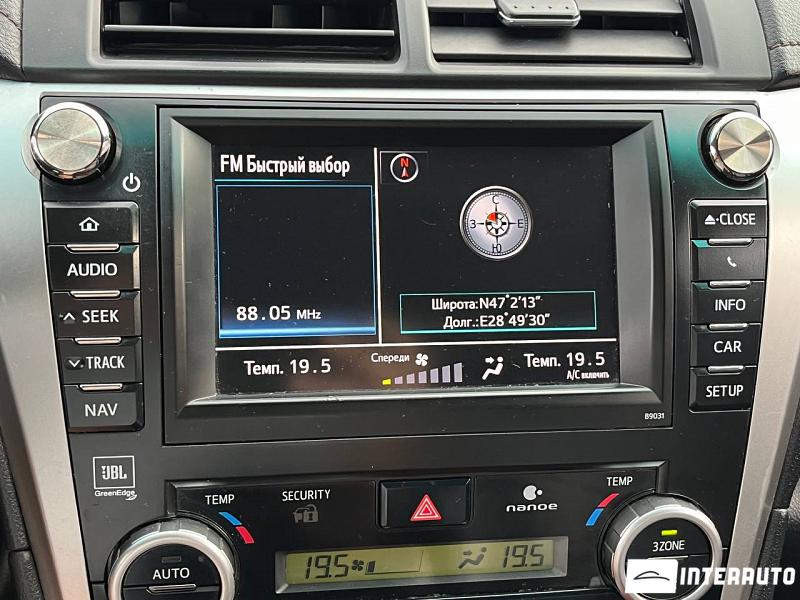 FM Быстрый выбор
N
С
З
Е
Ю
88.05 MHz
Широта:N47°2'13"
Долг.:E28°49'30"
Темп. 19.5
Спереди
Темп. 19.5
A/C включить
AUDIO
SEEK
TRACK
NAV
CLOSE
INFO
CAR
SETUP
B9031
JBL
GreenEdge
TEMP
SECURITY
nanoe
TEMP
AUTO
19.5
19.5
3ZONE
INTERAUTO